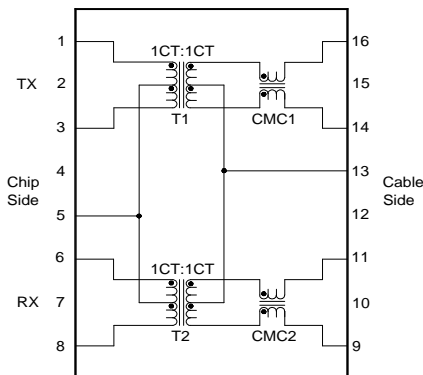 1
1CT:1CT
16
TX
2
15
3
T1
CMC1
14
4
13
Chip
Side
Cable
Side
5
12
6
11
1CT:1CT
RX
7
10
T2
CMC2
8
9